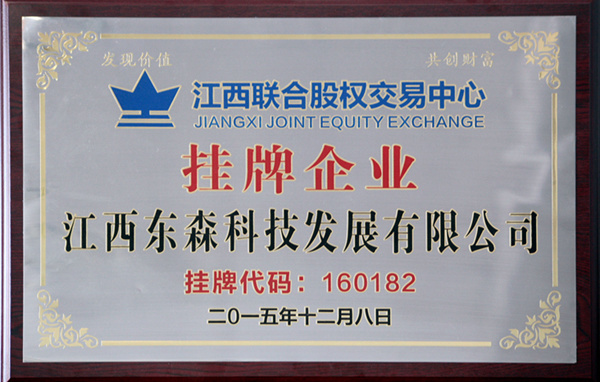 发现价值
共创财富
江西联合股权交易中心
JIANGXI JOINT EQUITY EXCHANGE
挂牌企业
江西东森科技发展有限公司
挂牌代码：160182
二0一五年十二月八日